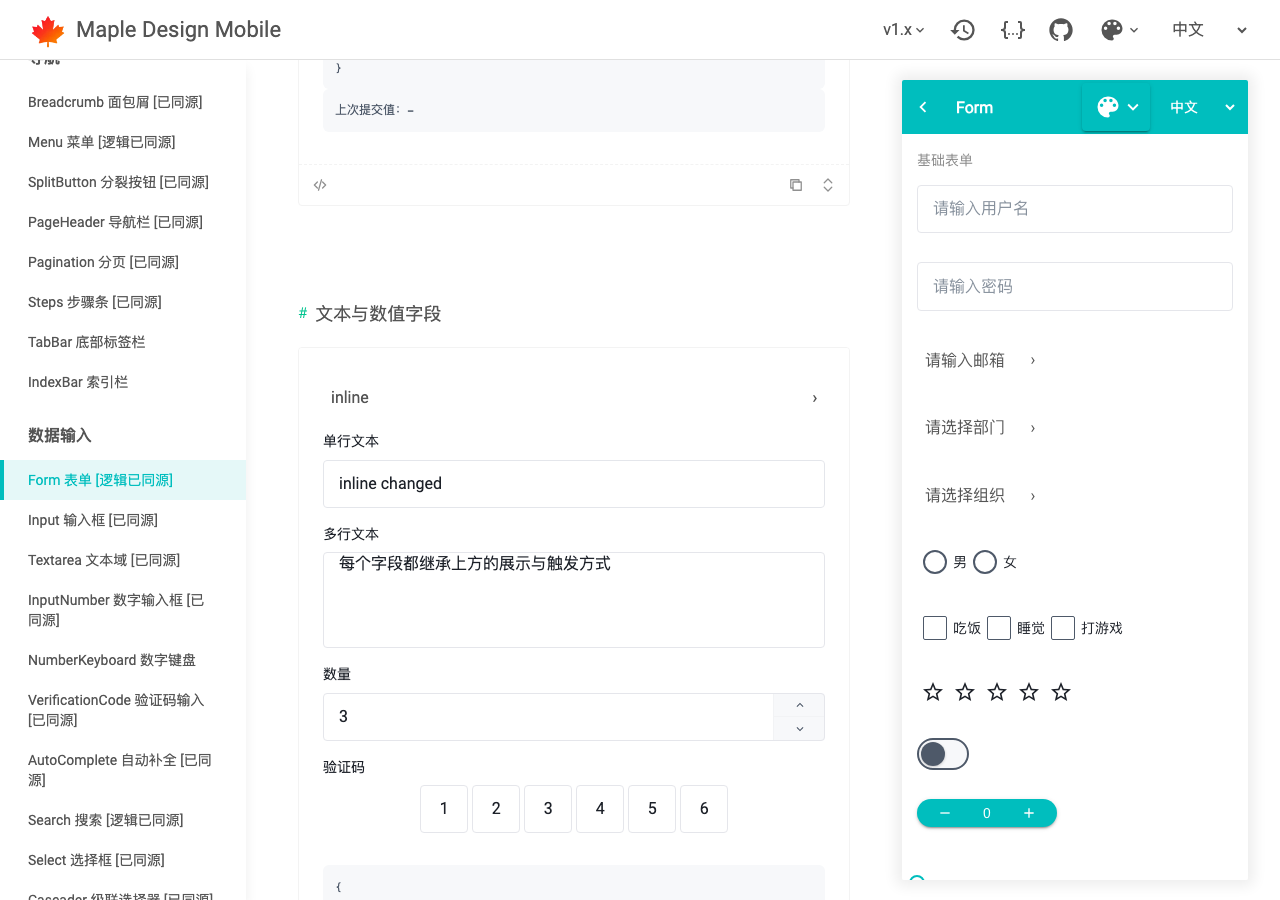 Maple Design Mobile
v1.x
中文
导航
Breadcrumb 面包屑 [已同源]
Menu 菜单 [逻辑已同源]
SplitButton 分裂按钮 [已同源]
PageHeader 导航栏 [已同源]
Pagination 分页 [已同源]
Steps 步骤条 [已同源]
TabBar 底部标签栏
IndexBar 索引栏
数据输入
Form 表单 [逻辑已同源]
Input 输入框 [已同源]
Textarea 文本域 [已同源]
InputNumber 数字输入框 [已
同源]
NumberKeyboard 数字键盘
VerificationCode 验证码输入
[已同源]
AutoComplete 自动补全 [已同
源]
Search 搜索 [逻辑已同源]
Select 选择框 [已同源]
Cascader 级联选择器 [已同源]
}
上次提交值：—
# 文本与数值字段
inline
单行文本
inline changed
多行文本
每个字段都继承上方的展示与触发方式
数量
3
验证码
1 2 3 4 5 6
{
Form
中文
基础表单
请输入用户名
请输入密码
请输入邮箱
请选择部门
请选择组织
男 女
吃饭 睡觉 打游戏
− 0 +